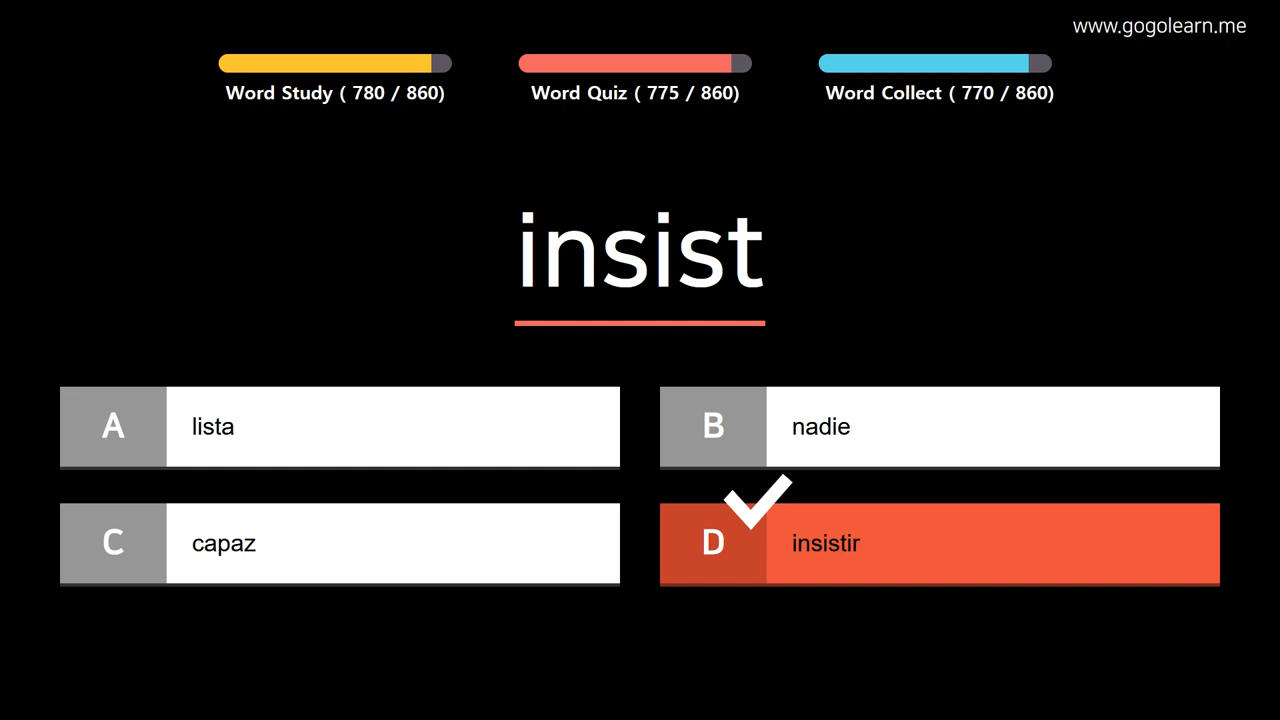 www.gogolearn.me
Word Study ( 780 / 860)
Word Quiz ( 775 / 860)
Word Collect ( 770 / 860)
insist
A lista
B nadie
C capaz
D insistir